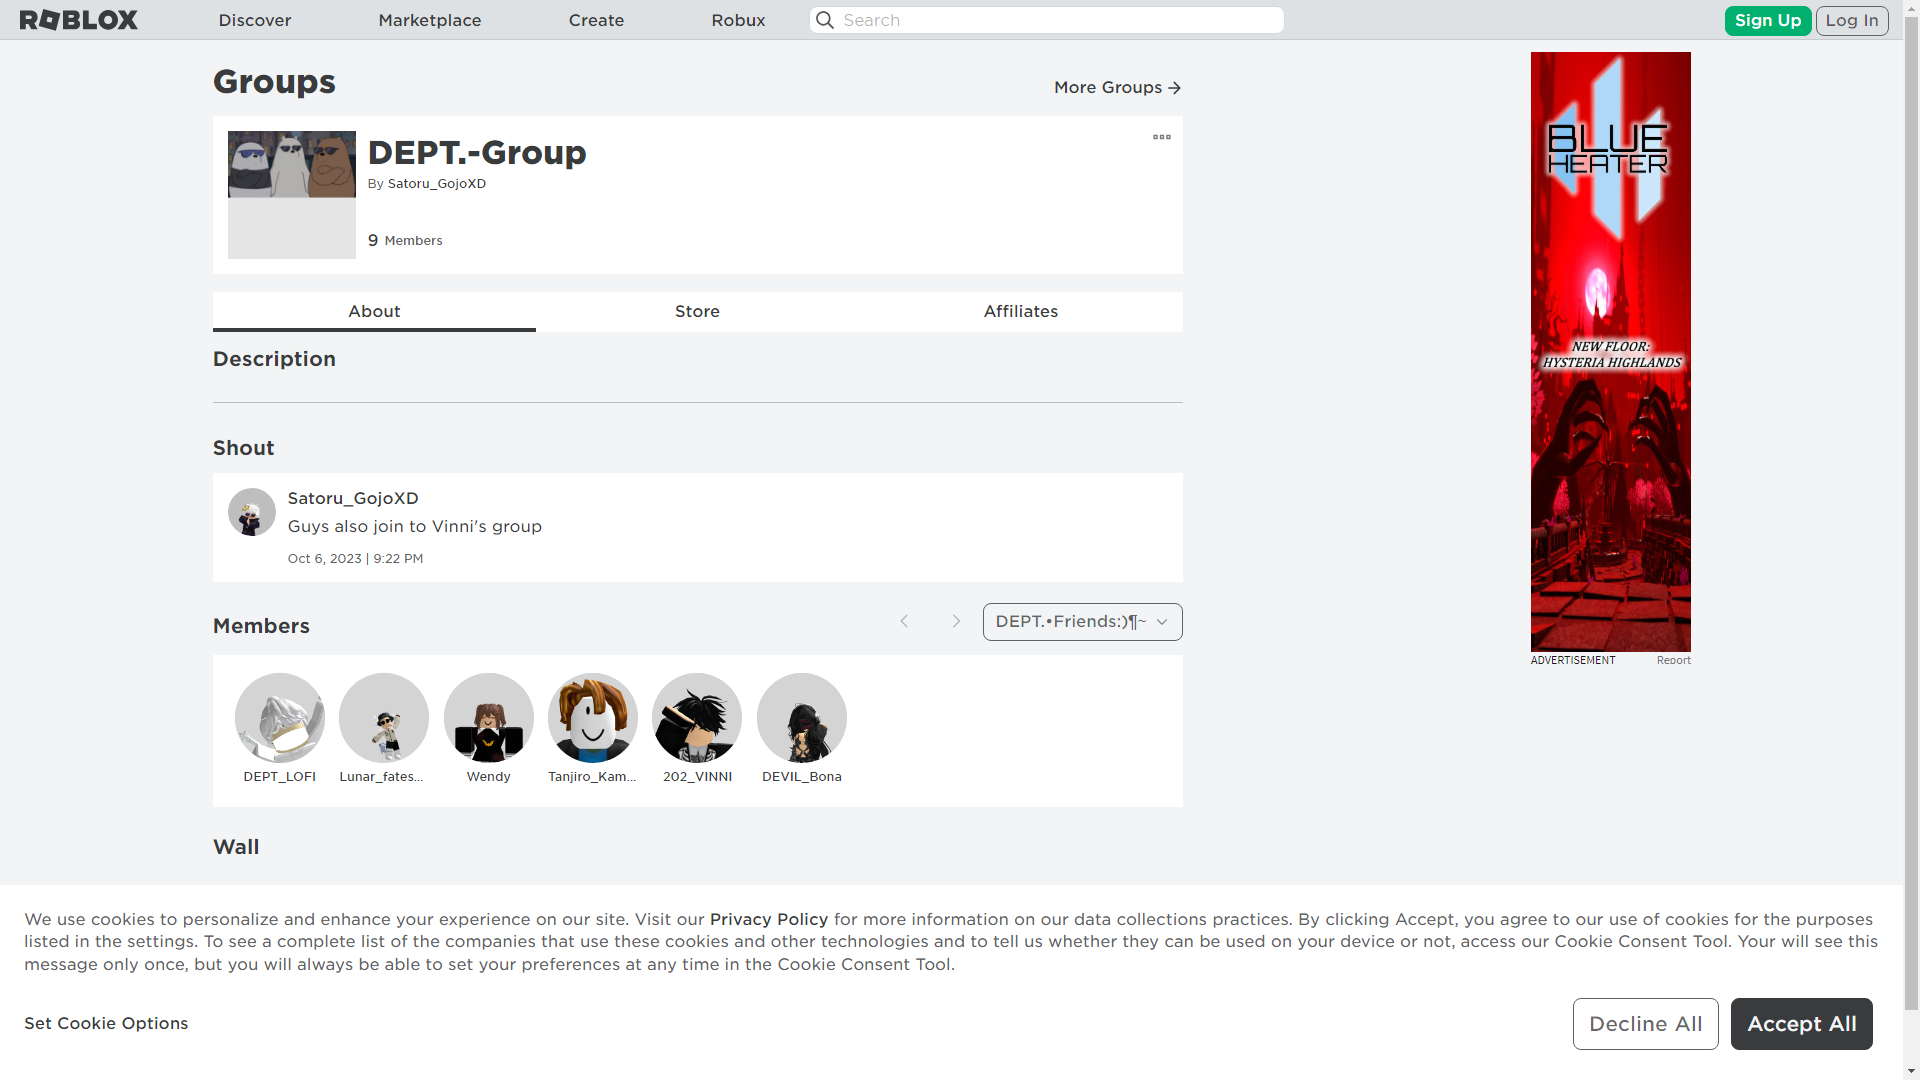 ROBLOX
Discover
Marketplace
Create
Robux
Search
Sign Up
Log In
Groups
More Groups
DEPT.-Group
By Satoru_GojoXD
9 Members
About
Store
Affiliates
Description
Shout
Satoru_GojoXD
Guys also join to Vinni's group
Oct 6, 2023 | 9:22 PM
Members
DEPT.•Friends:)¶~
DEPT_LOFI
Lunar_fates...
Wendy
Tanjiro_Kam...
202_VINNI
DEVIL_Bona
Wall
BLUE
HEATER
NEW FLOOR:
HYSTERIA HIGHLANDS
ADVERTISEMENT
Report
We use cookies to personalize and enhance your experience on our site. Visit our Privacy Policy for more information on our data collections practices. By clicking Accept, you agree to our use of cookies for the purposes
listed in the settings. To see a complete list of the companies that use these cookies and other technologies and to tell us whether they can be used on your device or not, access our Cookie Consent Tool. Your will see this
message only once, but you will always be able to set your preferences at any time in the Cookie Consent Tool.
Set Cookie Options
Decline All
Accept All